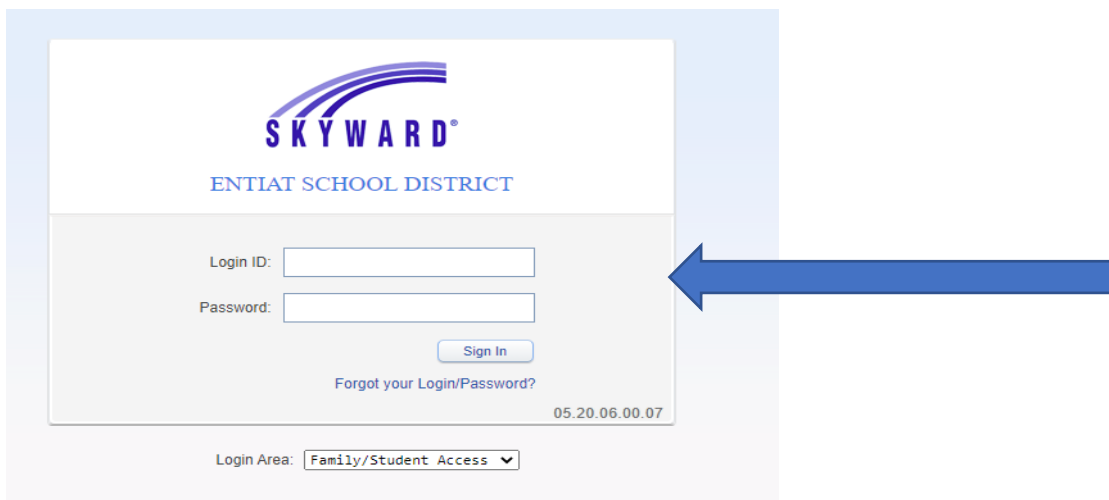 SKYWARD®
ENTIAT SCHOOL DISTRICT
Login ID:
Password:
Sign In
Forgot your Login/Password?
05.20.06.00.07
Login Area: Family/Student Access